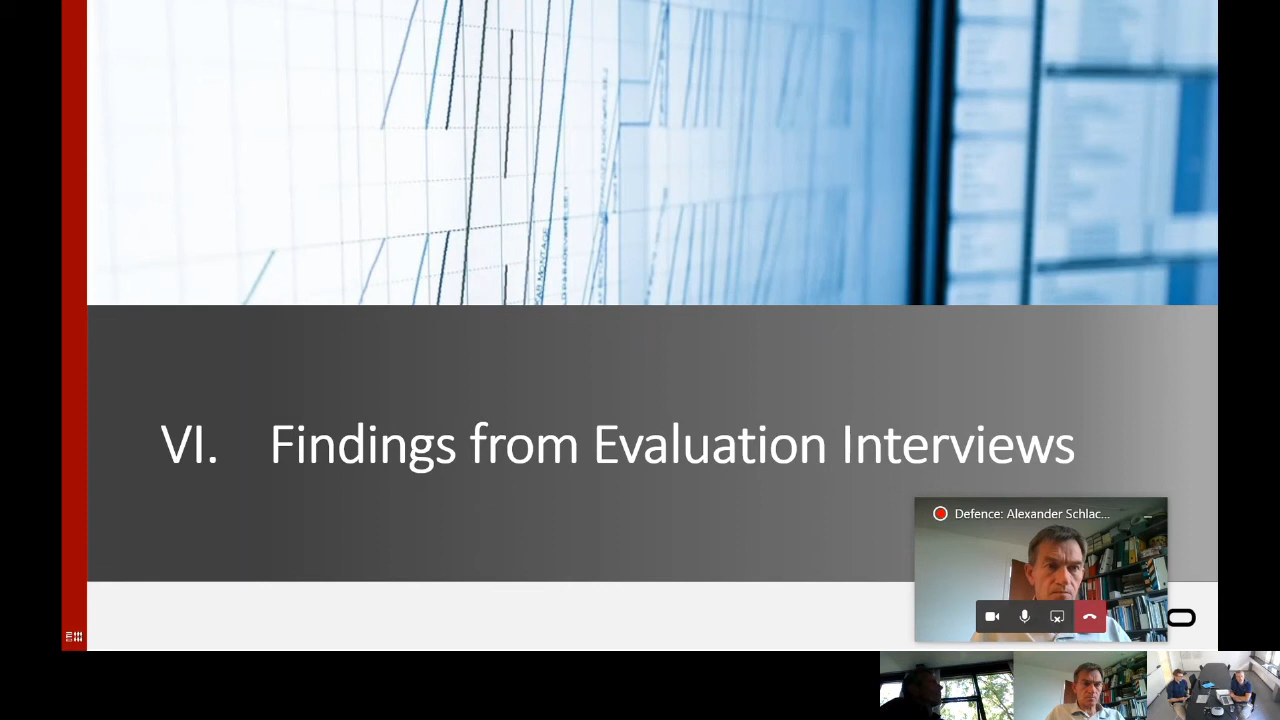 VI. Findings from Evaluation Interviews
Defence: Alexander Schlac...